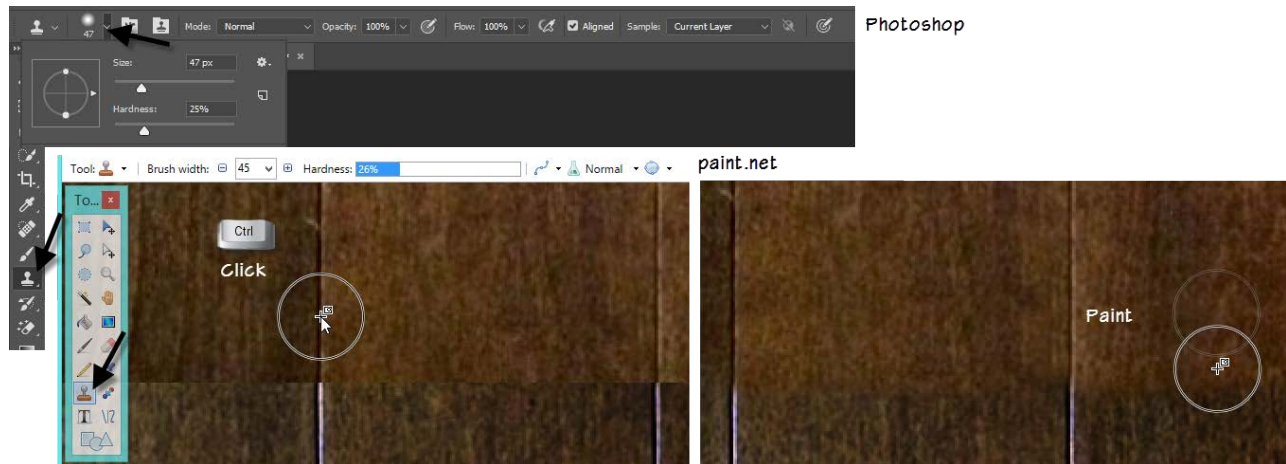 47 Mode: Normal Opacity: 100% Flow: 100% Aligned Sample: Current Layer Photoshop
Size: 47 px
Hardness: 25%
Tool: Brush width: 45 Hardness: 26% Normal paint.net
To... x
Ctrl
Click
Paint